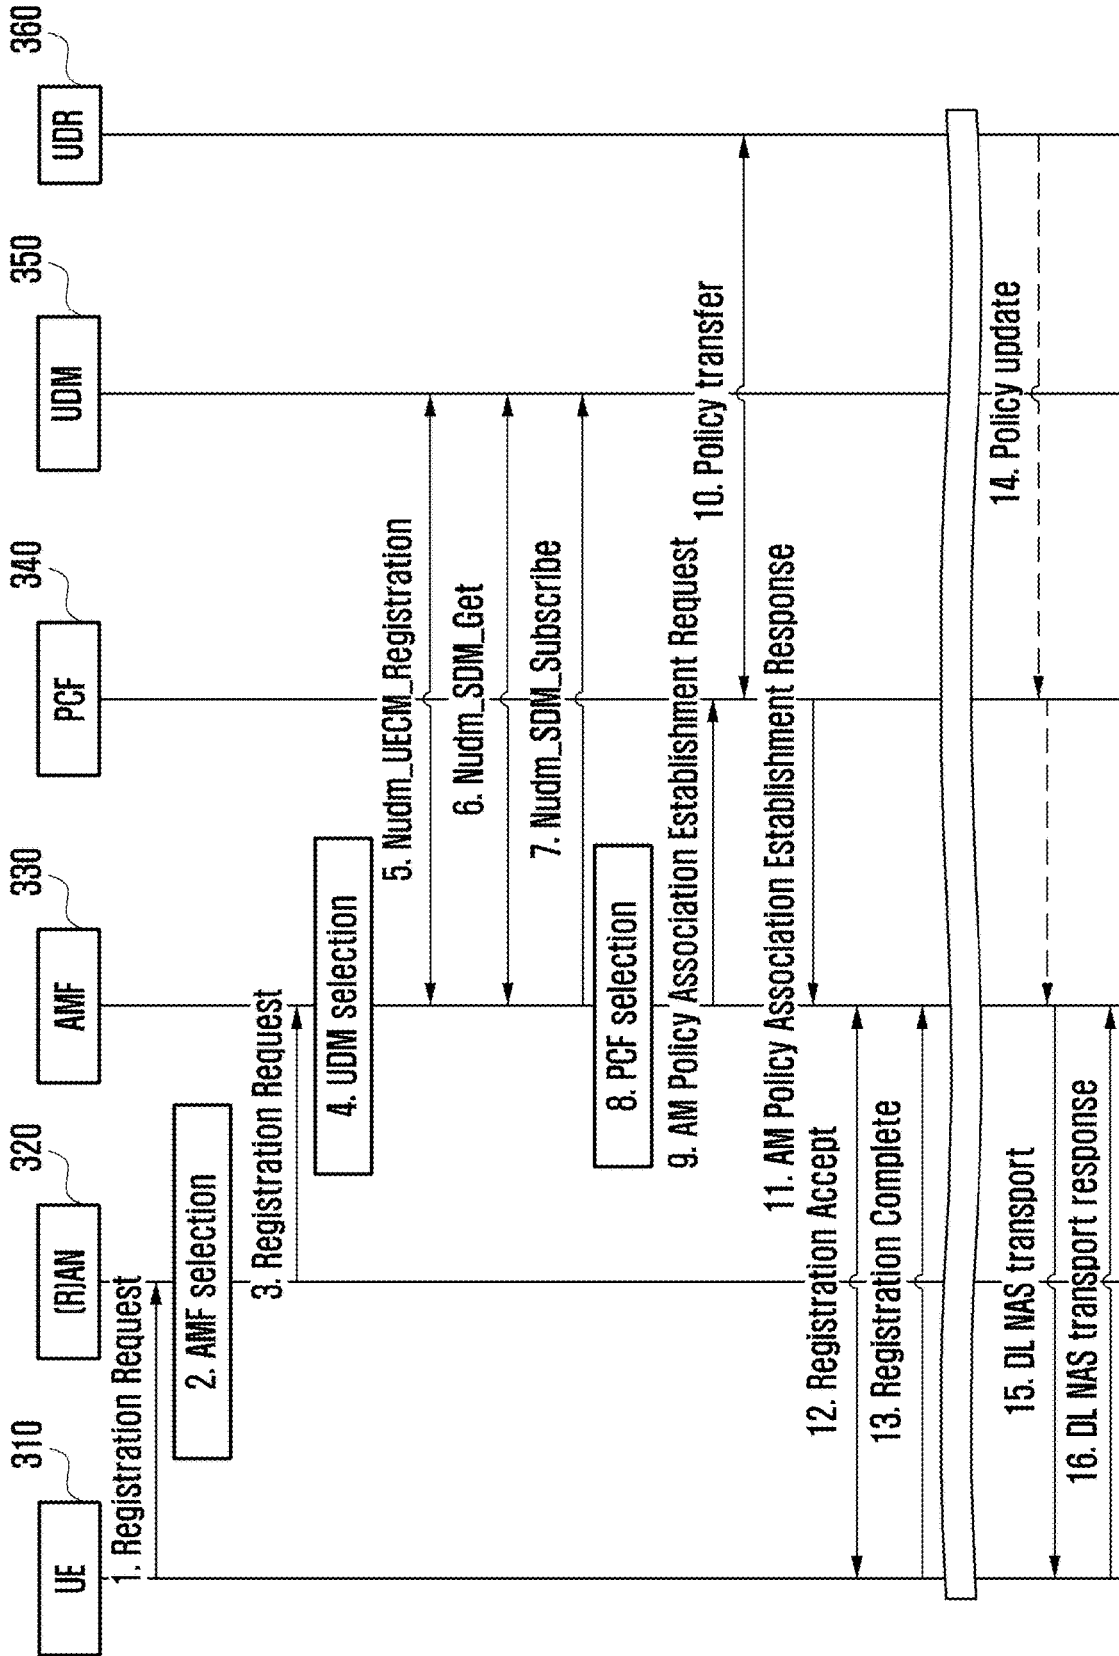 310
320
330
340
350
360
UE
(R)AN
AMF
PCF
UDM
UDR
1. Registration Request
2. AMF selection
3. Registration Request
4. UDM selection
5. Nudm_UECM_Registration
6. Nudm_SDM_Get
7. Nudm_SDM_Subscribe
8. PCF selection
9. AM Policy Association Establishment Request
10. Policy transfer
11. AM Policy Association Establishment Response
12. Registration Accept
13. Registration Complete
14. Policy update
15. DL NAS transport
16. DL NAS transport response